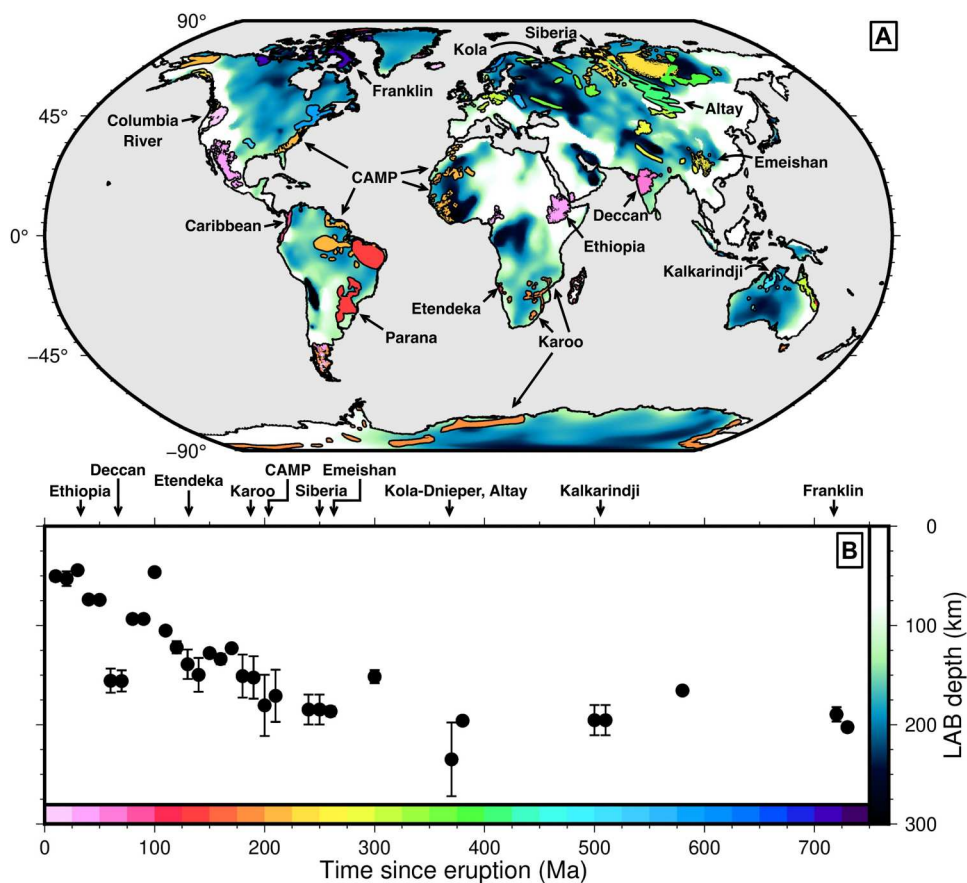 90°
Siberia
A
Kola
Franklin
45°
Columbia
River
Altay
Emeishan
CAMP
Caribbean
Deccan
Ethiopia
0°
Kalkarindji
Etendeka
Parana
Karoo
−45°
−90°
Deccan
CAMP
Emeishan
Ethiopia
Etendeka
Karoo
Siberia
Kola-Dnieper, Altay
Kalkarindji
Franklin
B
0
100
200
300
LAB depth (km)
0 100 200 300 400 500 600 700
Time since eruption (Ma)